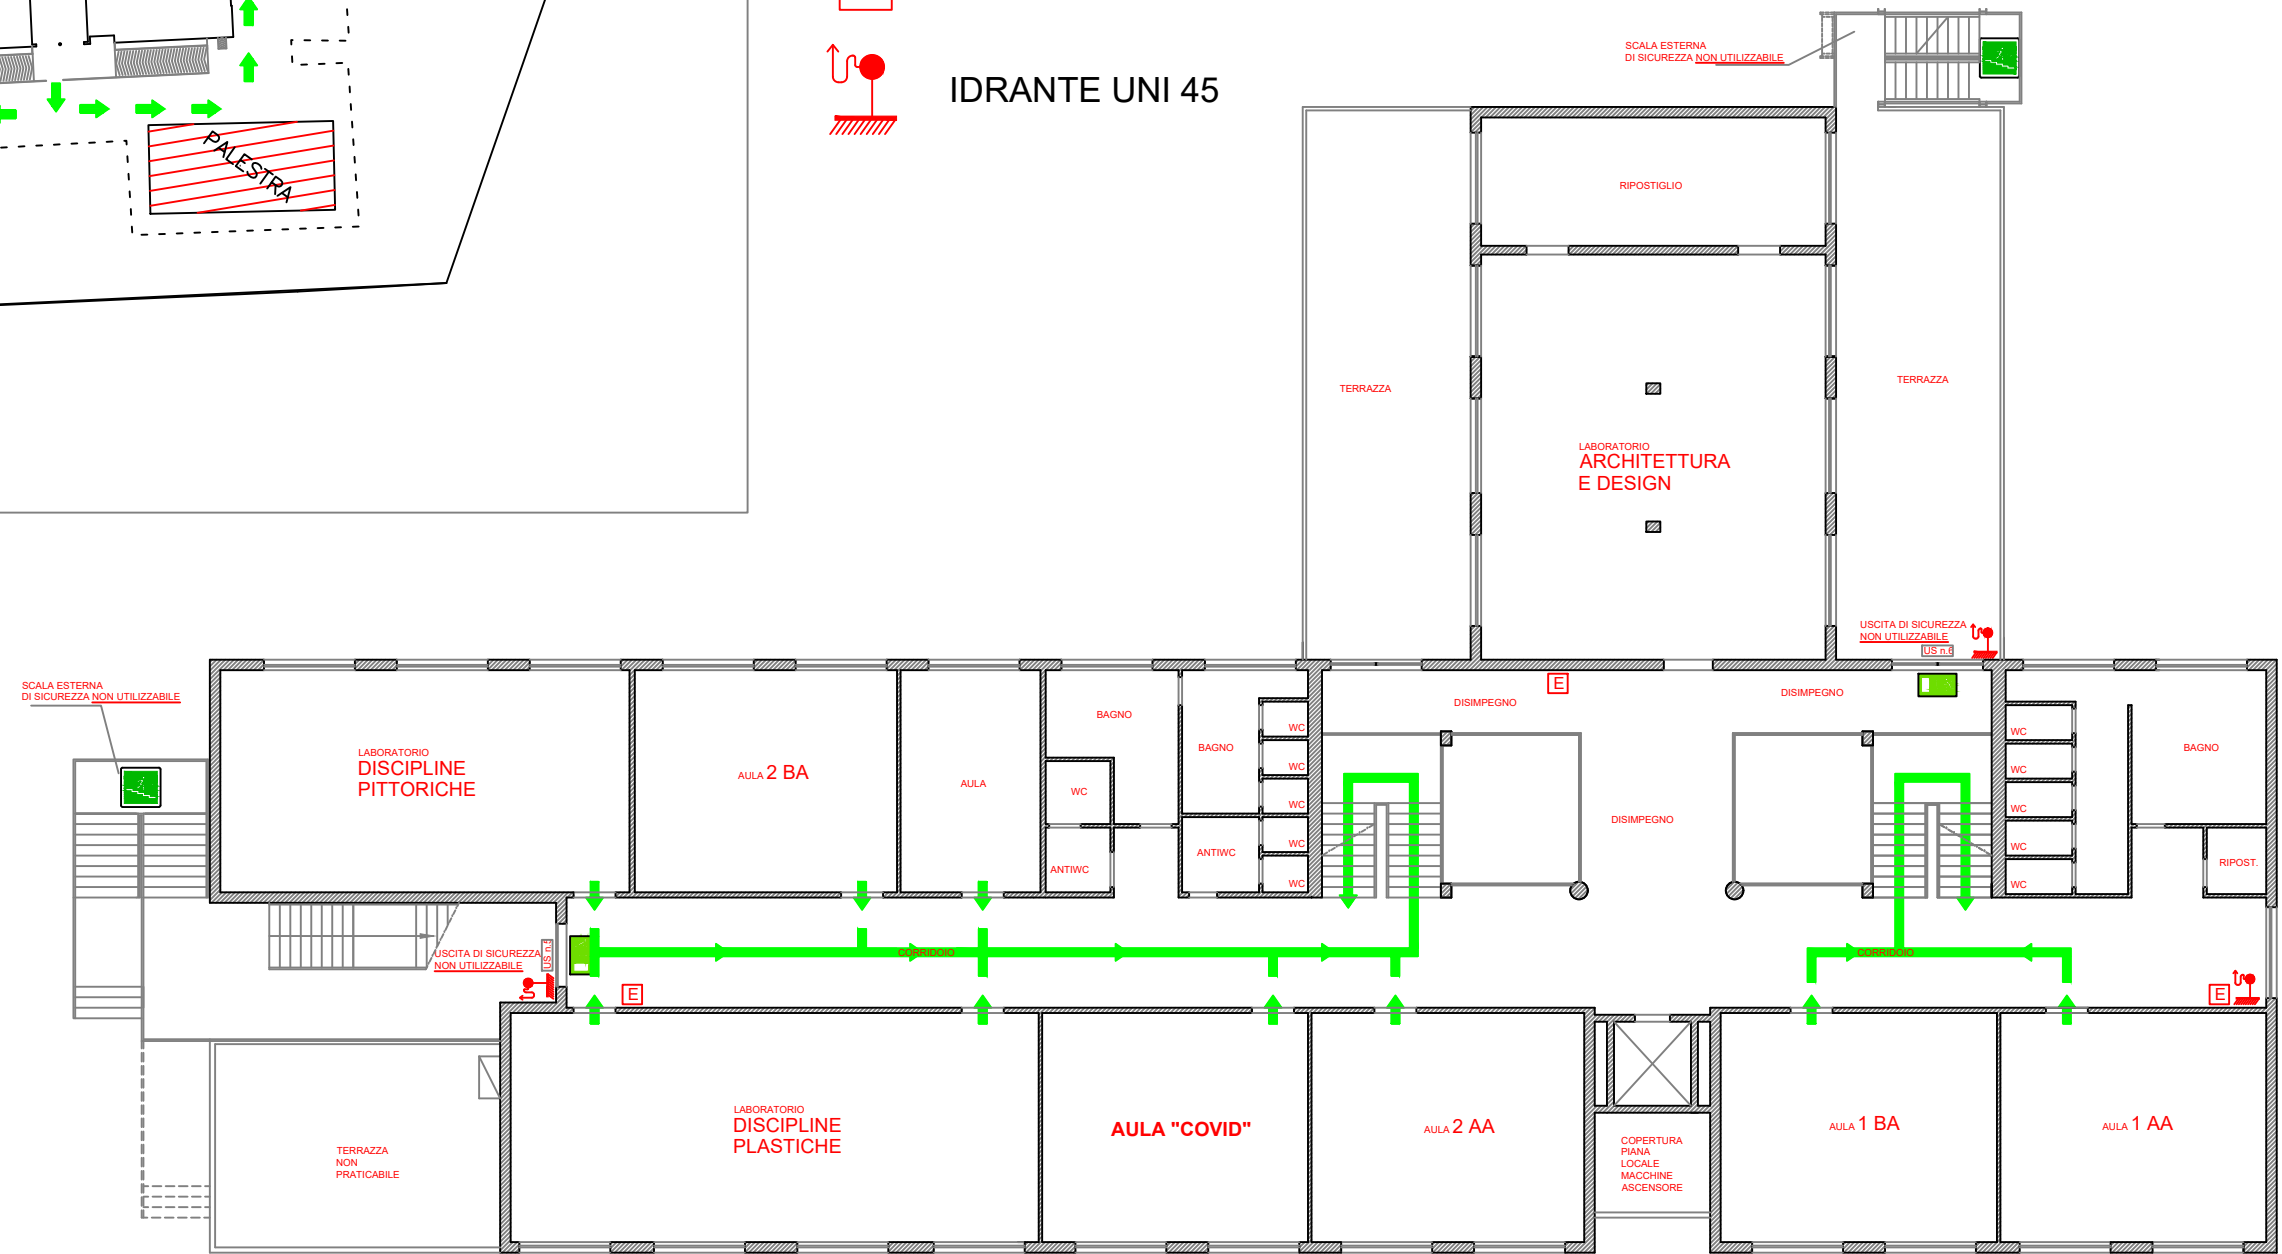 PALESTRA
IDRANTE UNI 45
SCALA ESTERNA
DI SICUREZZA NON UTILIZZABILE
RIPOSTIGLIO
TERRAZZA
TERRAZZA
LABORATORIO
ARCHITETTURA
E DESIGN
USCITA DI SICUREZZA
NON UTILIZZABILE
US n.6
SCALA ESTERNA
DI SICUREZZA NON UTILIZZABILE
LABORATORIO
DISCIPLINE
PITTORICHE
AULA 2 BA
AULA
BAGNO
WC
ANTIWC
BAGNO
ANTIWC
WC
WC
WC
WC
WC
E
DISIMPEGNO
DISIMPEGNO
DISIMPEGNO
WC
WC
WC
WC
WC
BAGNO
RIPOST.
USCITA DI SICUREZZA
NON UTILIZZABILE
US n.5
E
CORRIDOIO
CORRIDOIO
E
LABORATORIO
DISCIPLINE
PLASTICHE
AULA "COVID"
AULA 2 AA
COPERTURA
PIANA
LOCALE
MACCHINE
ASCENSORE
AULA 1 BA
AULA 1 AA
TERRAZZA
NON
PRATICABILE